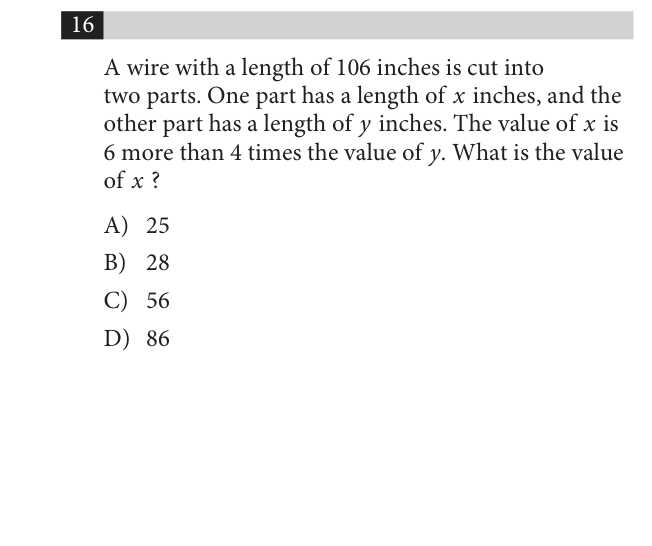 16
A wire with a length of 106 inches is cut into
two parts. One part has a length of x inches, and the
other part has a length of y inches. The value of x is
6 more than 4 times the value of y. What is the value
of x ?
A) 25
B) 28
C) 56
D) 86